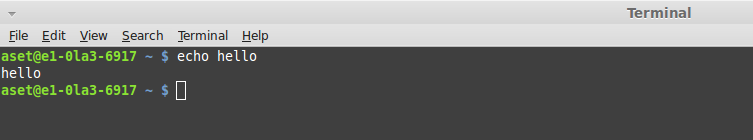 Terminal
File Edit View Search Terminal Help
aset@e1-0la3-6917 ~ $ echo hello
hello
aset@e1-0la3-6917 ~ $